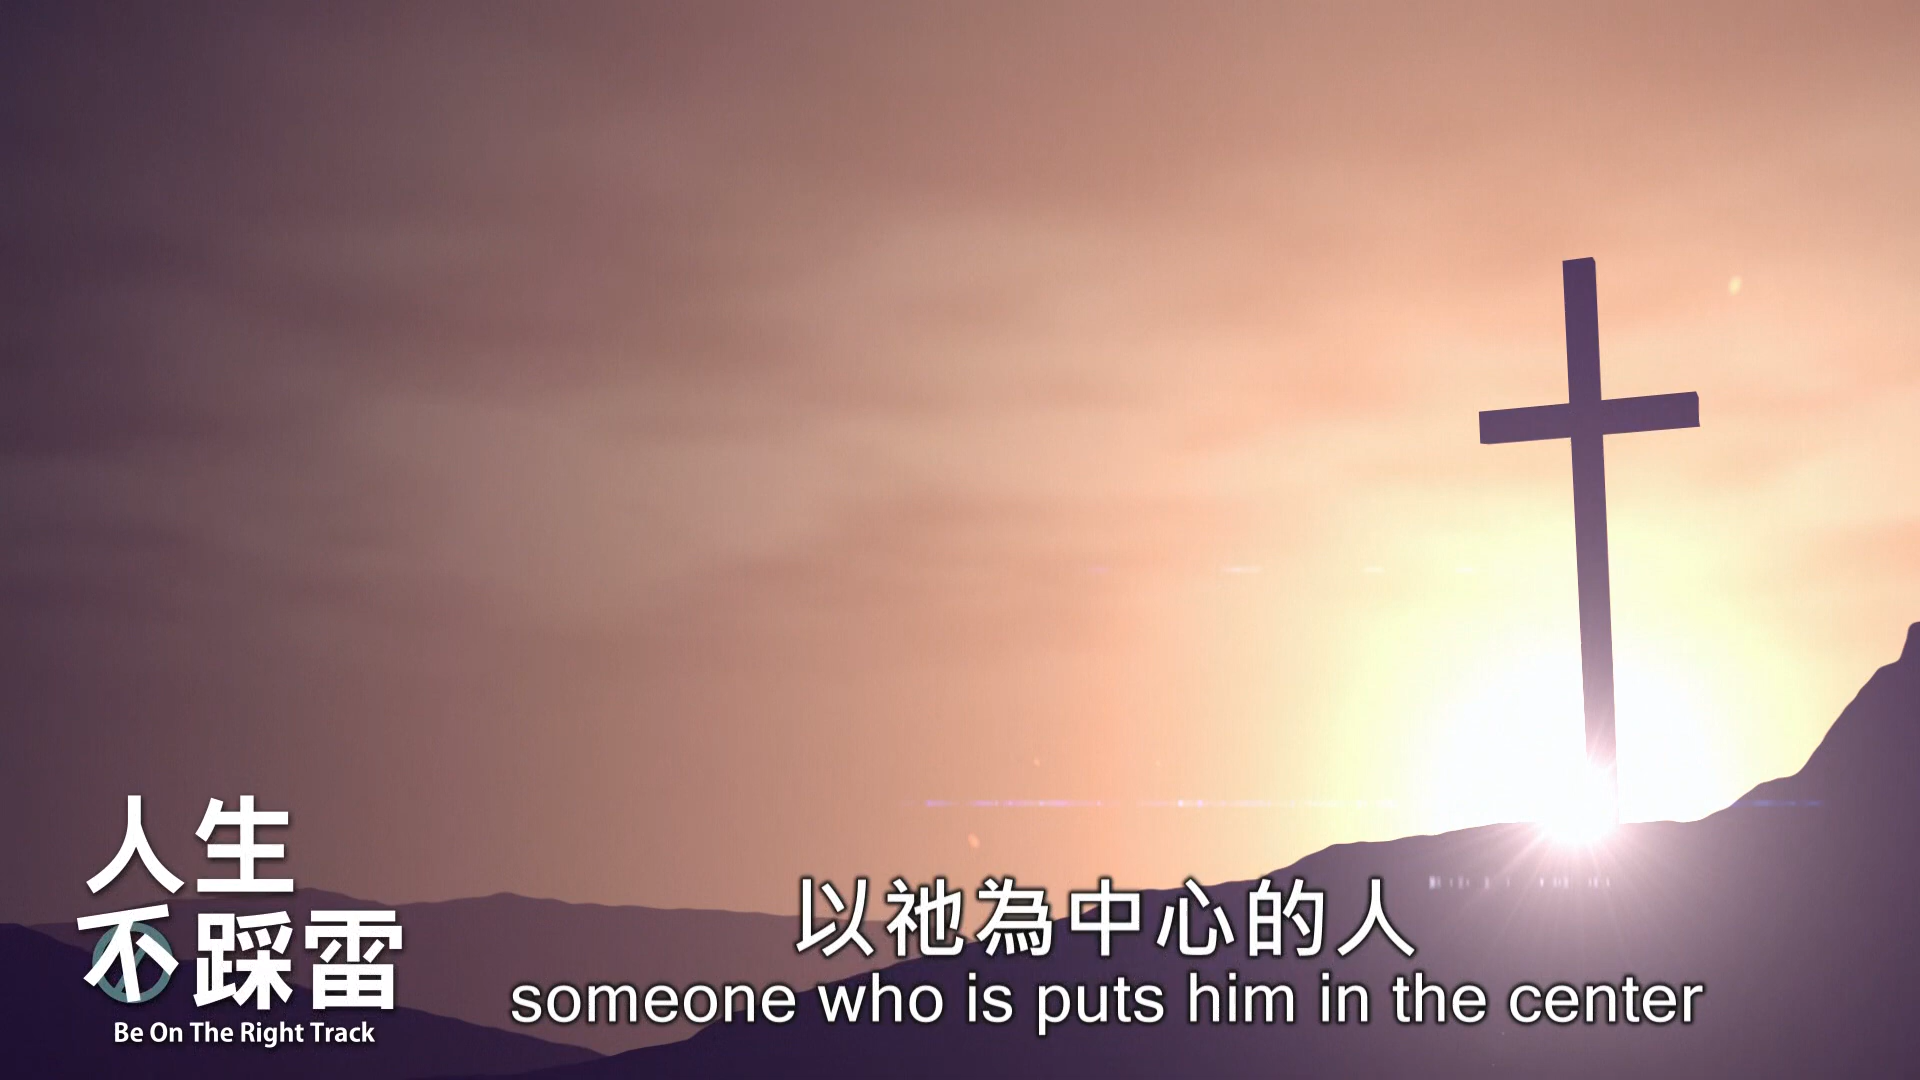 人生
不踩雷
Be On The Right Track
以祂為中心的人
someone who is puts him in the center